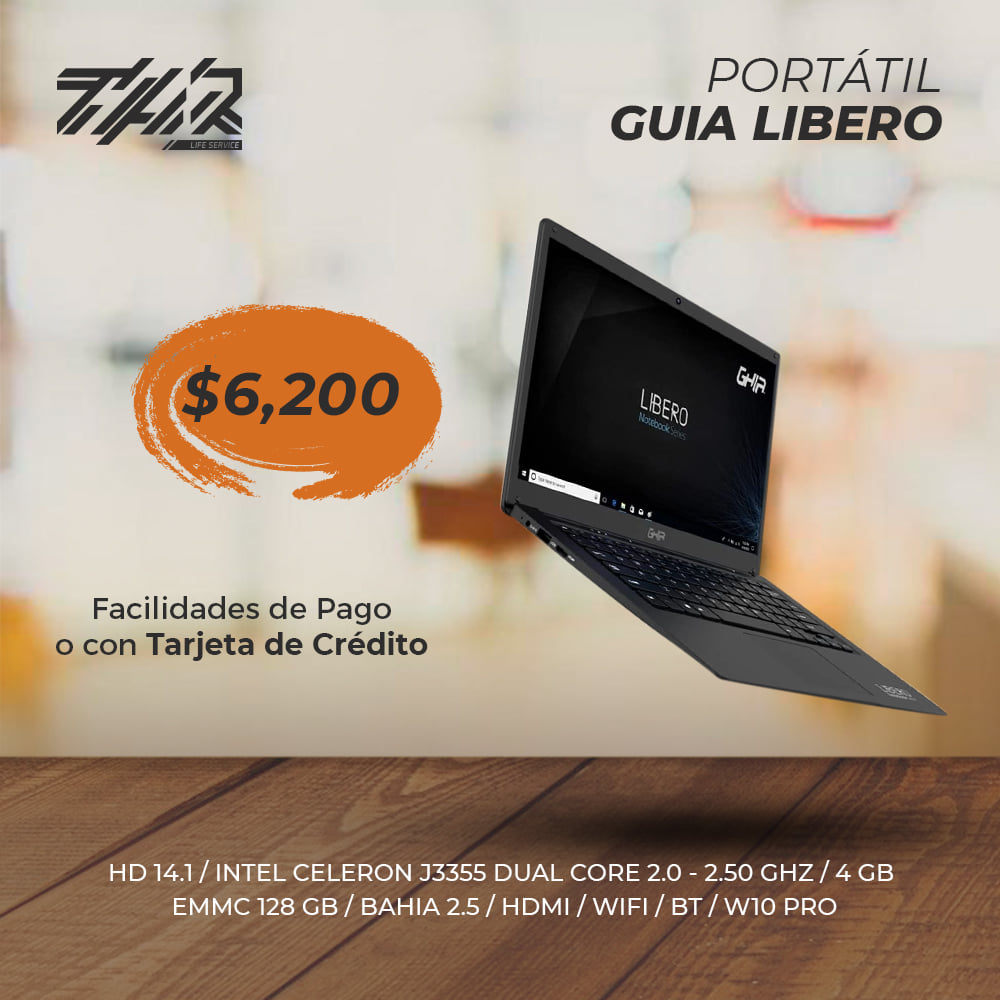 THR
LIFE SERVICE
PORTÁTIL
GUIA LIBERO
$6,200
GHIA
LIBERO
Notebook Series
GHIA
Facilidades de Pago
o con Tarjeta de Crédito
LIBERO
HD 14.1 / INTEL CELERON J3355 DUAL CORE 2.0 - 2.50 GHZ / 4 GB
EMMC 128 GB / BAHIA 2.5 / HDMI / WIFI / BT / W10 PRO